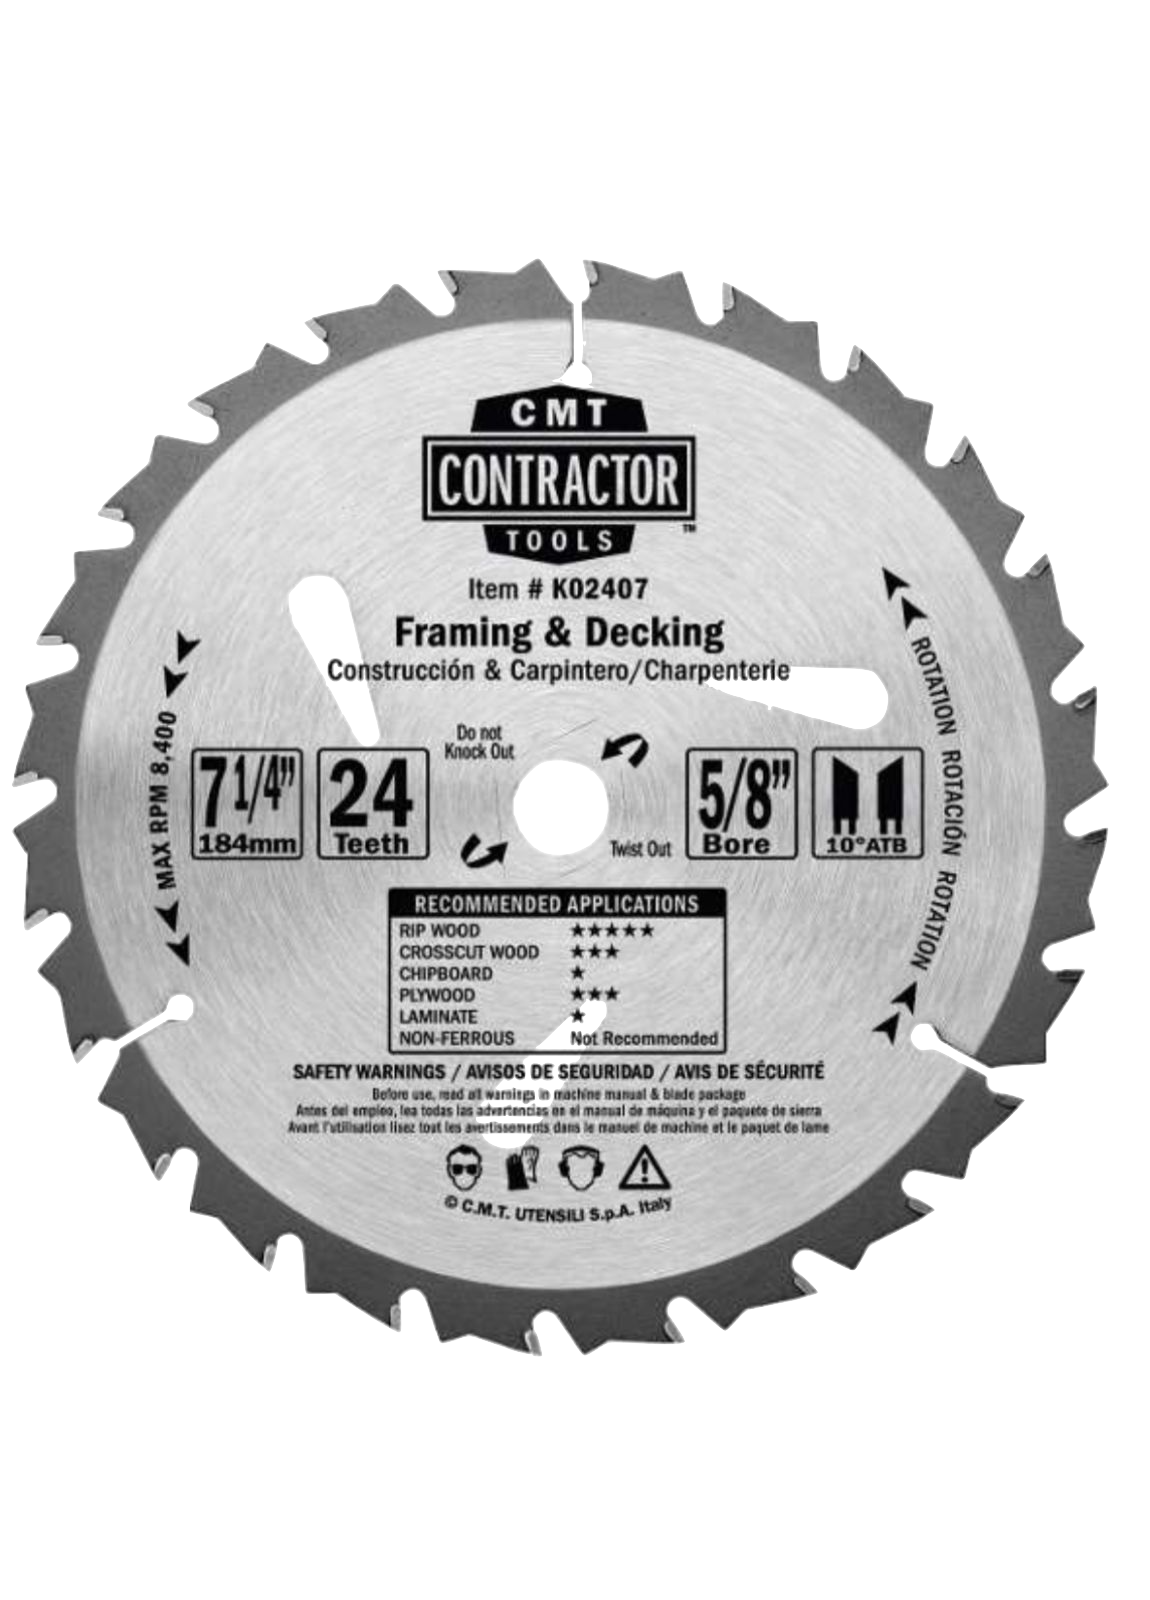 CMT
CONTRACTOR
TOOLS
™
Item # K02407
Framing & Decking
Construcción & Carpintero/Charpenterie
MAX RPM 8,400
ROTATION ROTACIÓN ROTATION
Do not
Knock Out
Twist Out
7 1/4”
184mm
24
Teeth
5/8”
Bore
10°ATB
RECOMMENDED APPLICATIONS
RIP WOOD ★★★★★
CROSSCUT WOOD ★★★
CHIPBOARD ★
PLYWOOD ★★★
LAMINATE ★
NON-FERROUS Not Recommended
SAFETY WARNINGS / AVISOS DE SEGURIDAD / AVIS DE SÉCURITÉ
Before use, read all warnings in machine manual & blade package
Antes del empleo, lea todas las advertencias en el manual de máquina y el paquete de sierra
Avant l'utilisation lisez tout les avertissements dans le manuel de machine et le paquet de lame
© C.M.T. UTENSILI S.p.A. Italy